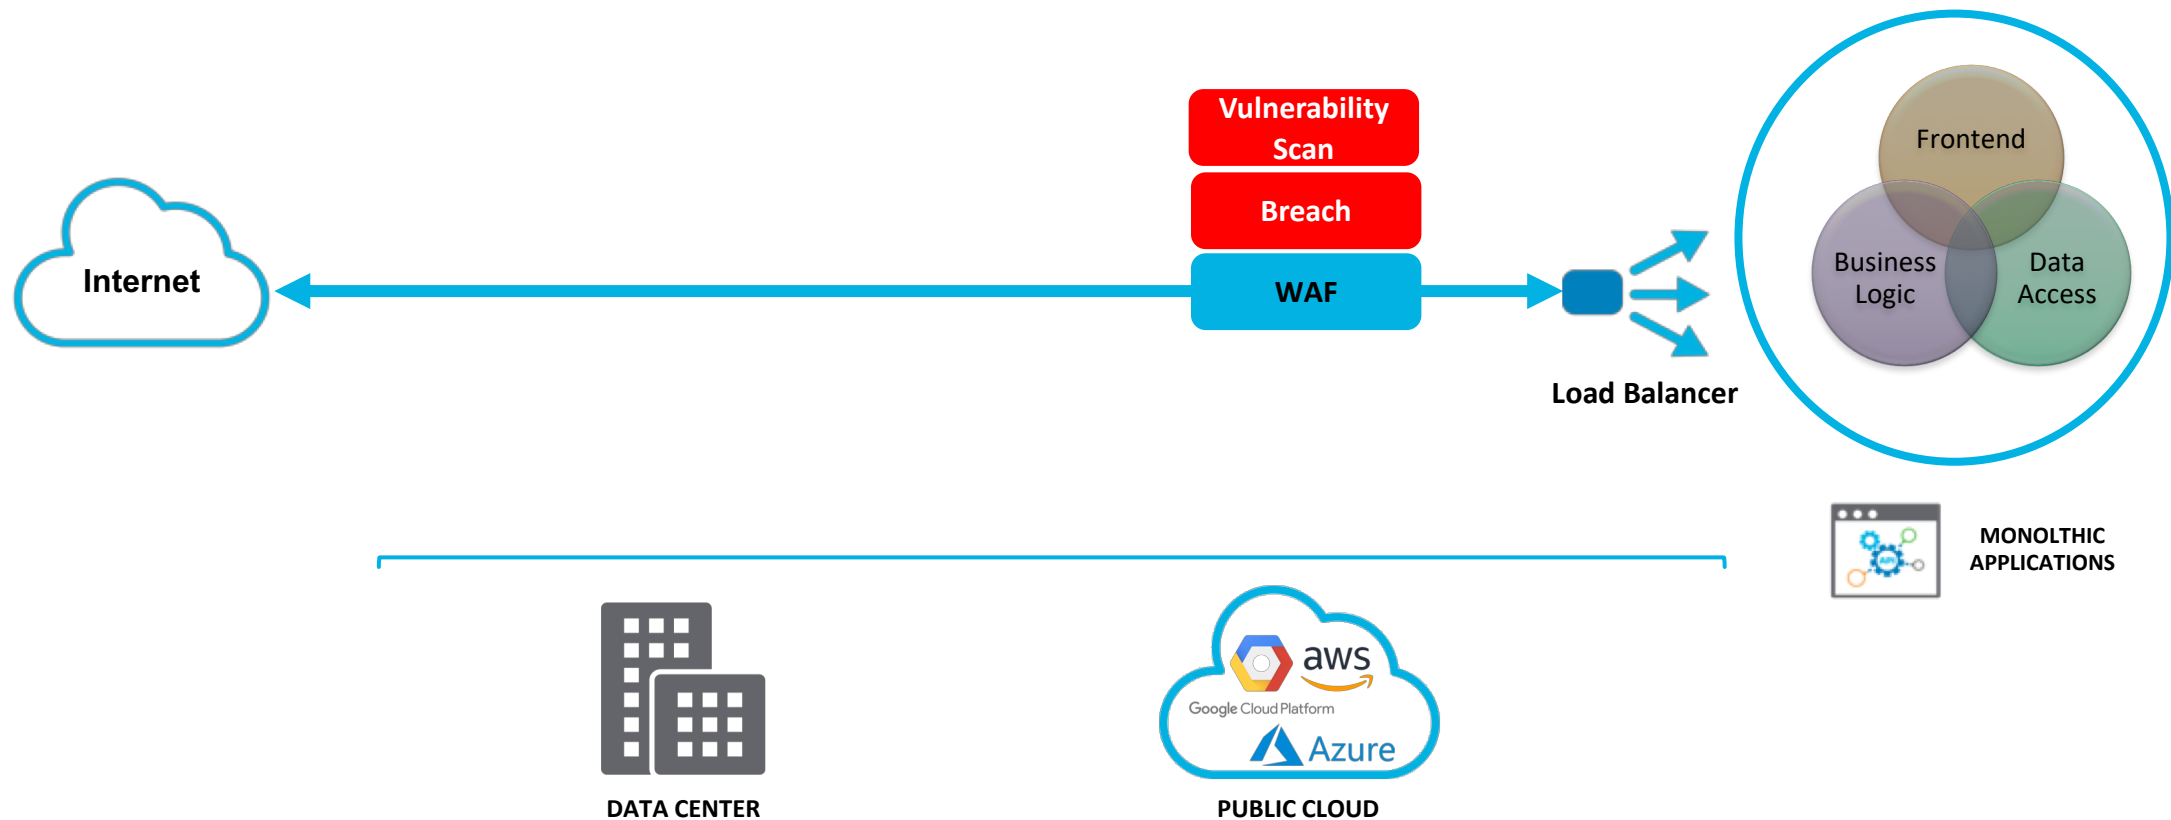 Vulnerability
Scan
Breach
WAF
Internet
Load Balancer
Frontend
Business
Logic
Data
Access
MONOLTHIC
APPLICATIONS
API
DATA CENTER
aws
Google Cloud Platform
Azure
PUBLIC CLOUD